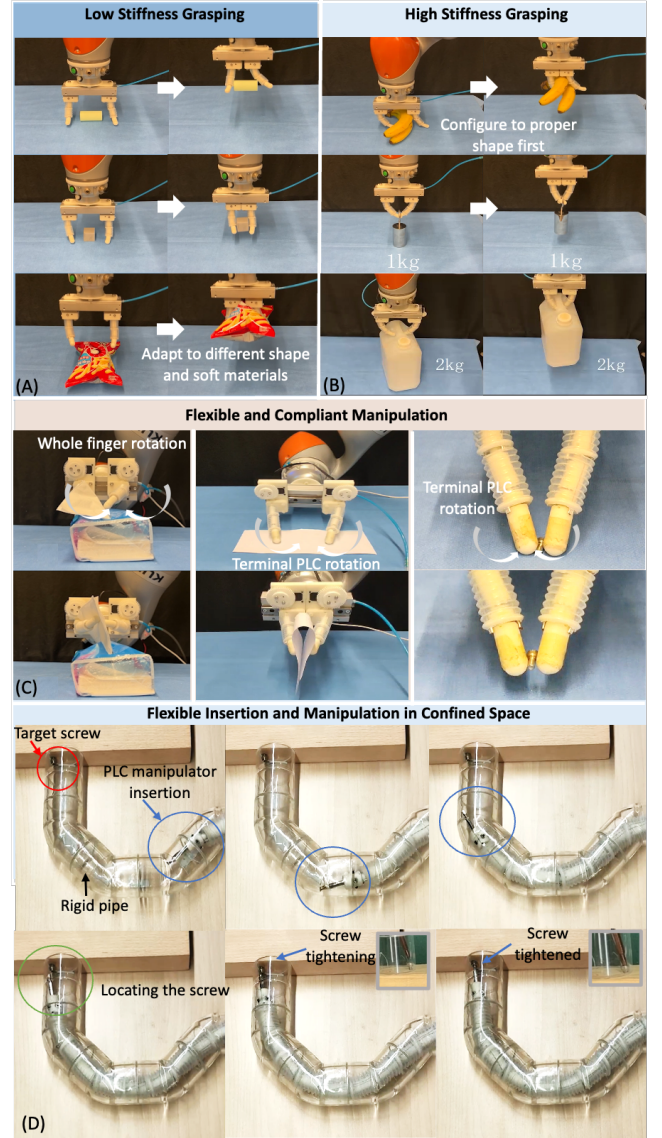 Low Stiffness Grasping
High Stiffness Grasping
Configure to proper
shape first
1kg
1kg
Adapt to different shape
and soft materials
2kg
2kg
(A)
(B)
Flexible and Compliant Manipulation
Whole finger rotation
Terminal PLC rotation
Terminal PLC
rotation
(C)
Flexible Insertion and Manipulation in Confined Space
Target screw
PLC manipulator
insertion
Rigid pipe
Locating the screw
Screw
tightening
Screw
tightened
(D)